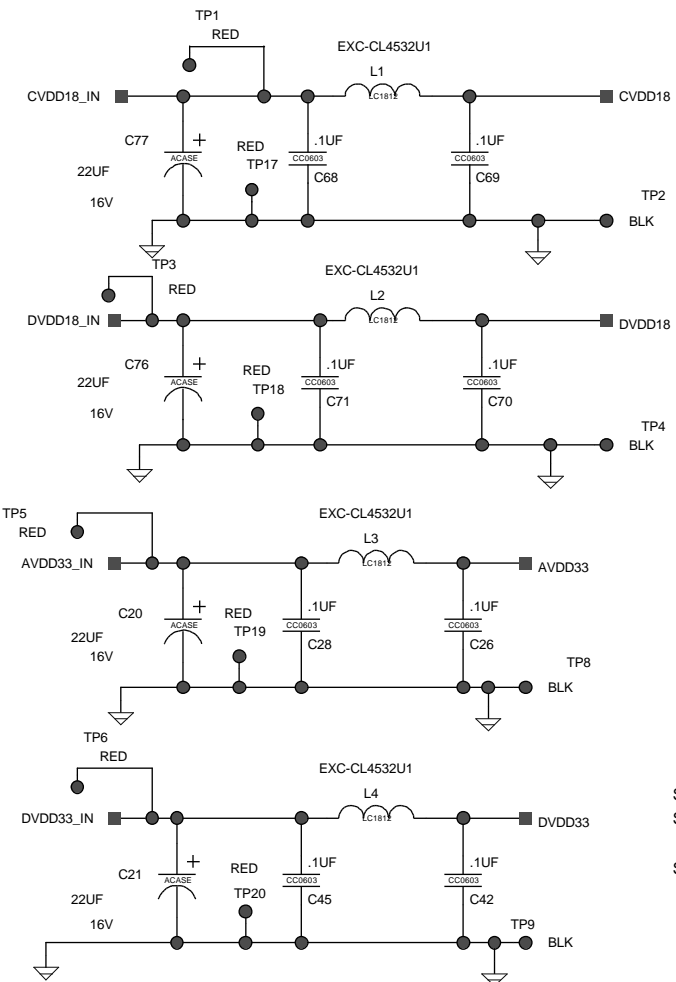 TP1
RED
EXC-CL4532U1
L1
LC1812
CVDD18_IN
CVDD18
C77
+
ACASE
22UF
16V
RED
TP17
.1UF
CC0603
C68
.1UF
CC0603
C69
TP2
BLK
TP3
RED
EXC-CL4532U1
L2
LC1812
DVDD18_IN
DVDD18
C76
+
ACASE
22UF
16V
RED
TP18
.1UF
CC0603
C71
.1UF
CC0603
C70
TP4
BLK
TP5
RED
EXC-CL4532U1
L3
LC1812
AVDD33_IN
AVDD33
C20
+
ACASE
22UF
16V
RED
TP19
.1UF
CC0603
C28
.1UF
CC0603
C26
TP8
BLK
TP6
RED
EXC-CL4532U1
L4
LC1812
DVDD33_IN
DVDD33
C21
+
ACASE
22UF
16V
RED
TP20
.1UF
CC0603
C45
.1UF
CC0603
C42
TP9
BLK